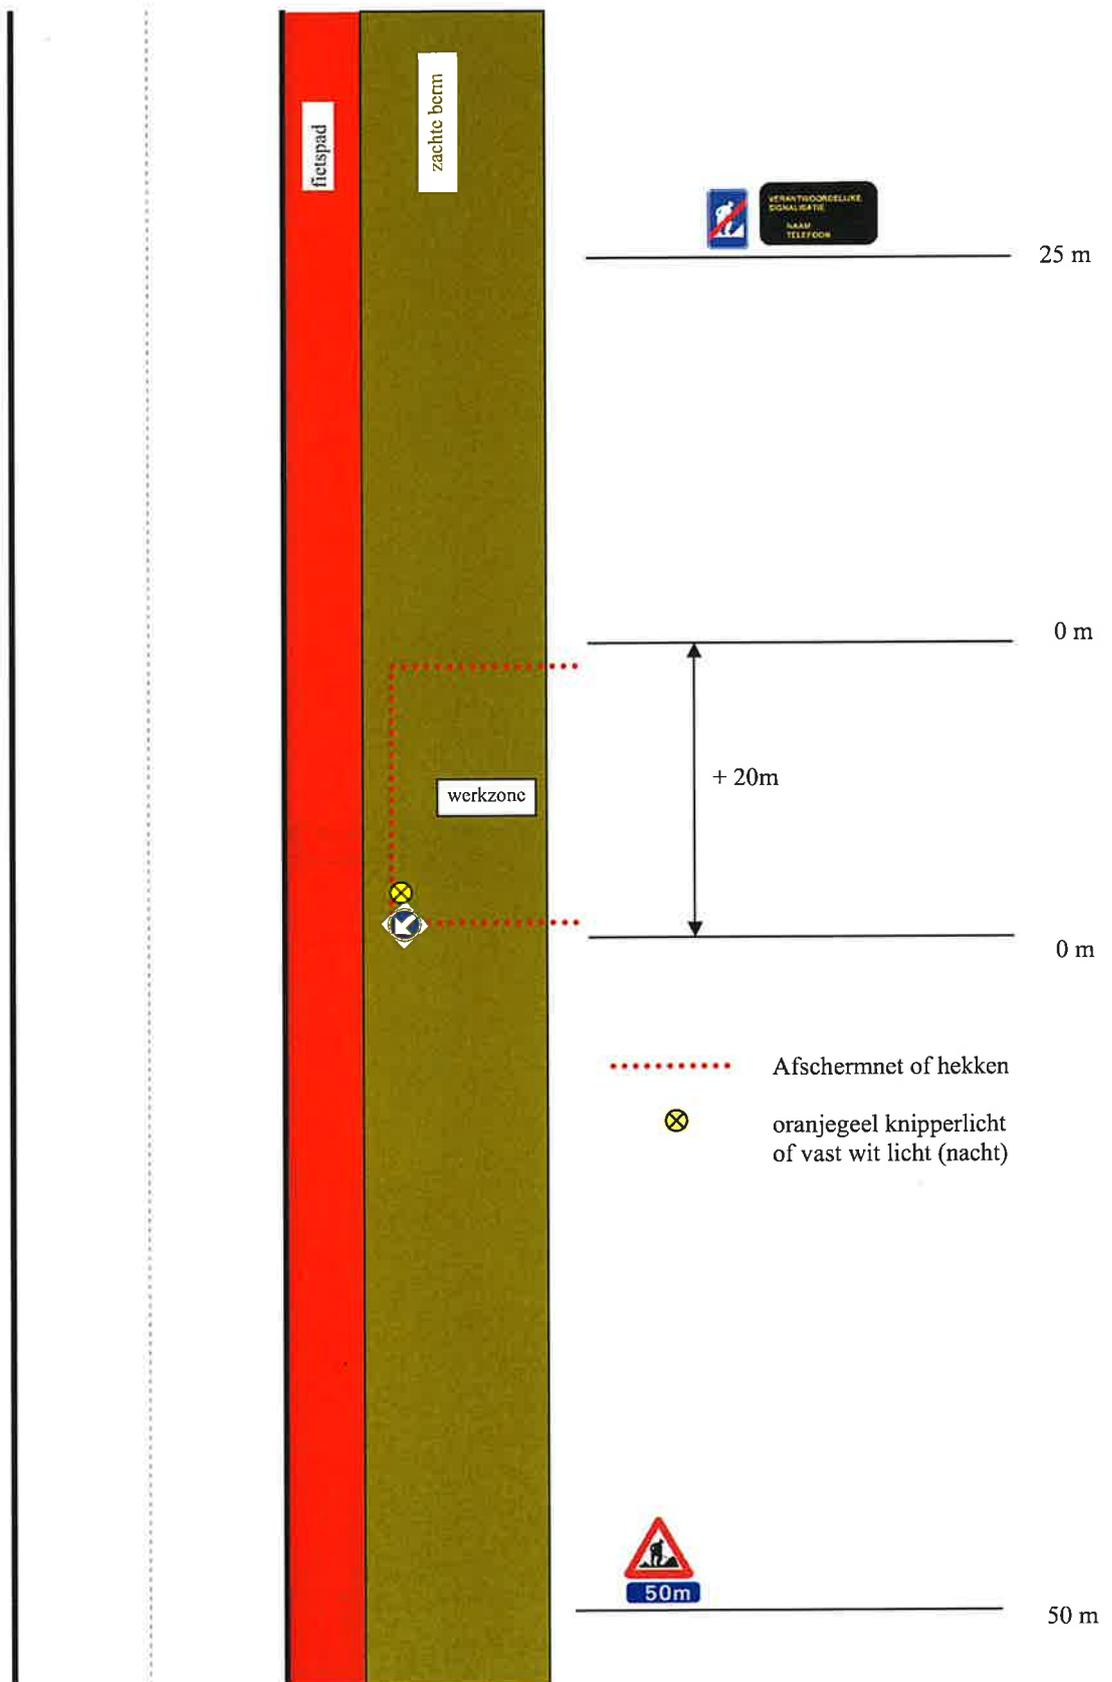 fietspad
zachte berm
VERANTWOORDELIJKE
SIGNALISATIE
NAAM
TELEFOON
25 m
0 m
+ 20m
werkzone
0 m
Afschermnet of hekken
oranjegeel knipperlicht
of vast wit licht (nacht)
50m
50 m